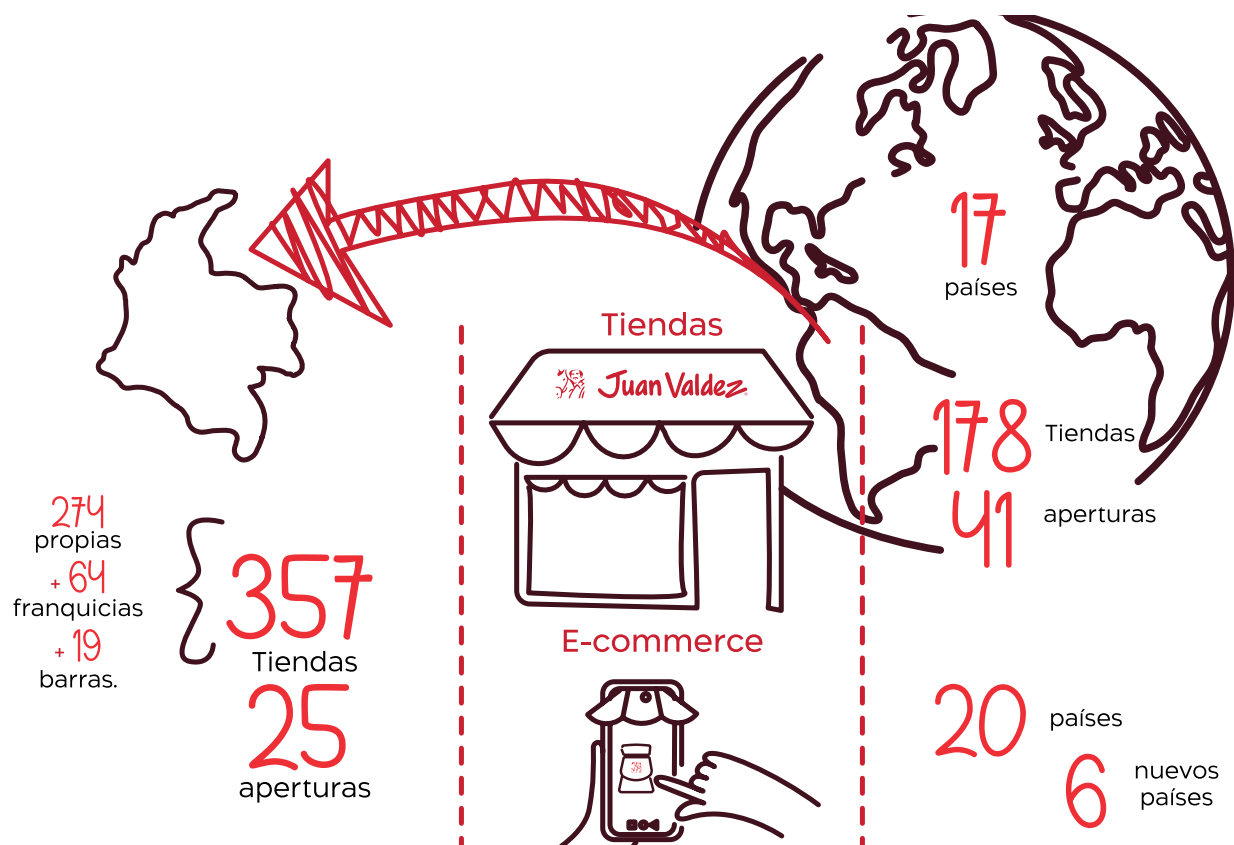 17
países
Tiendas
Juan Valdez
178 Tiendas
41 aperturas
274
propias
+ 64
franquicias
+ 19
barras.
357
Tiendas
25
aperturas
E-commerce
20 países
6 nuevos
países